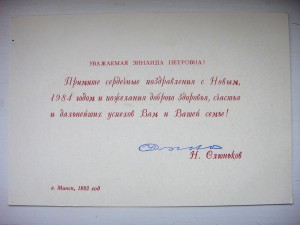 УВАЖАЕМАЯ ЗИНАИДА ПЕТРОВНА!
Примите сердечные поздравления с Новым,
1984 годом и пожелания доброго здоровья, счастья
и дальнейших успехов Вам и Вашей семье!
Н. Слюньков
г. Минск, 1983 год